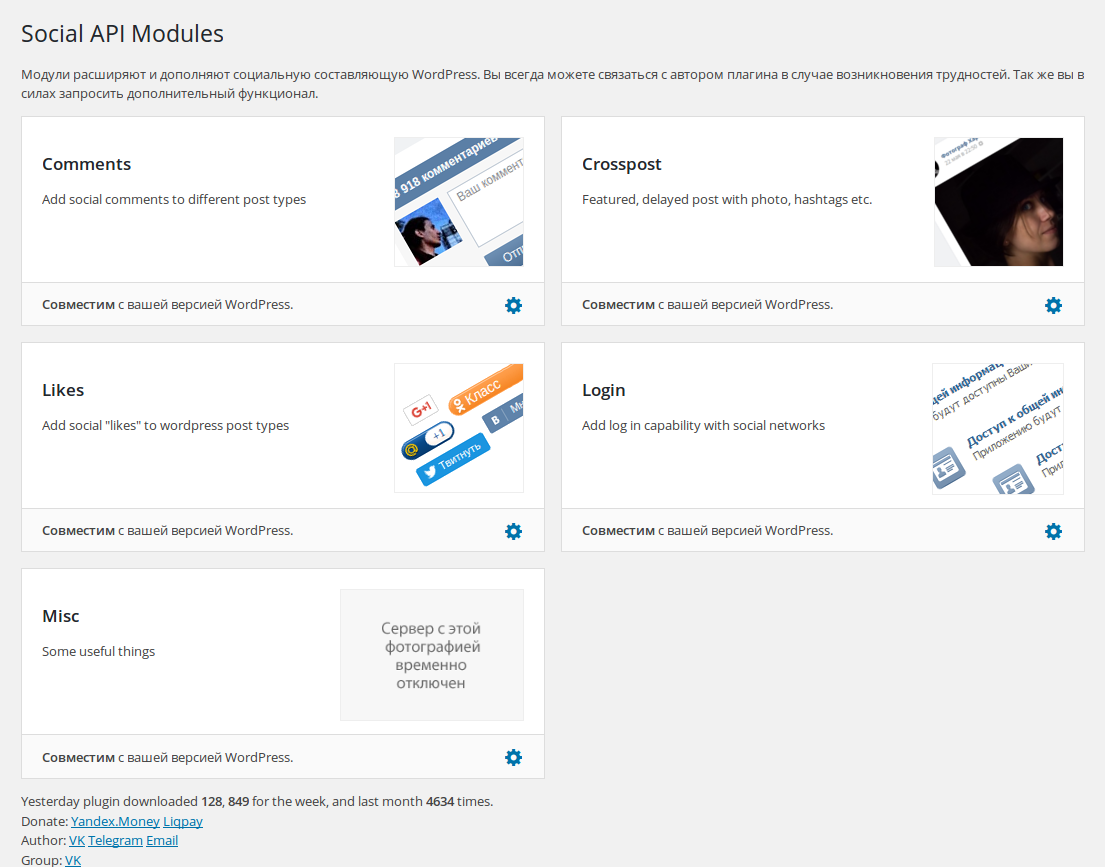 Social API Modules
Модули расширяют и дополняют социальную составляющую WordPress. Вы всегда можете связаться с автором плагина в случае возникновения трудностей. Так же вы в
силах запросить дополнительный функционал.
Comments
Add social comments to different post types
8 918 комментариев
Ваш коммент
Отп
Совместим с вашей версией WordPress.
Crosspost
Featured, delayed post with photo, hashtags etc.
Фотограф
Совместим с вашей версией WordPress.
Likes
Add social "likes" to wordpress post types
G+1
Класс
В
@ +1
Твитнуть
Совместим с вашей версией WordPress.
Login
Add log in capability with social networks
щей информац
будут доступны Ваши
Доступ к общей ин
Приложению будут
Досту
При
Совместим с вашей версией WordPress.
Misc
Some useful things
Сервер с этой
фотографией
временно
отключен
Совместим с вашей версией WordPress.
Yesterday plugin downloaded 128, 849 for the week, and last month 4634 times.
Donate: Yandex.Money Liqpay
Author: VK Telegram Email
Group: VK